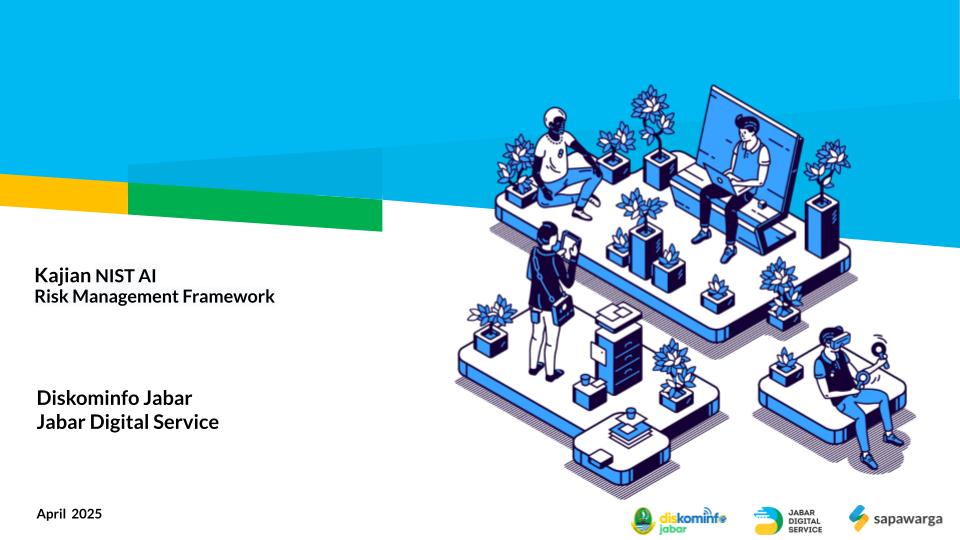 Kajian NIST AI
Risk Management Framework
Diskominfo Jabar
Jabar Digital Service
April 2025
diskominfo
jabar
JABAR
DIGITAL
SERVICE
sapawarga